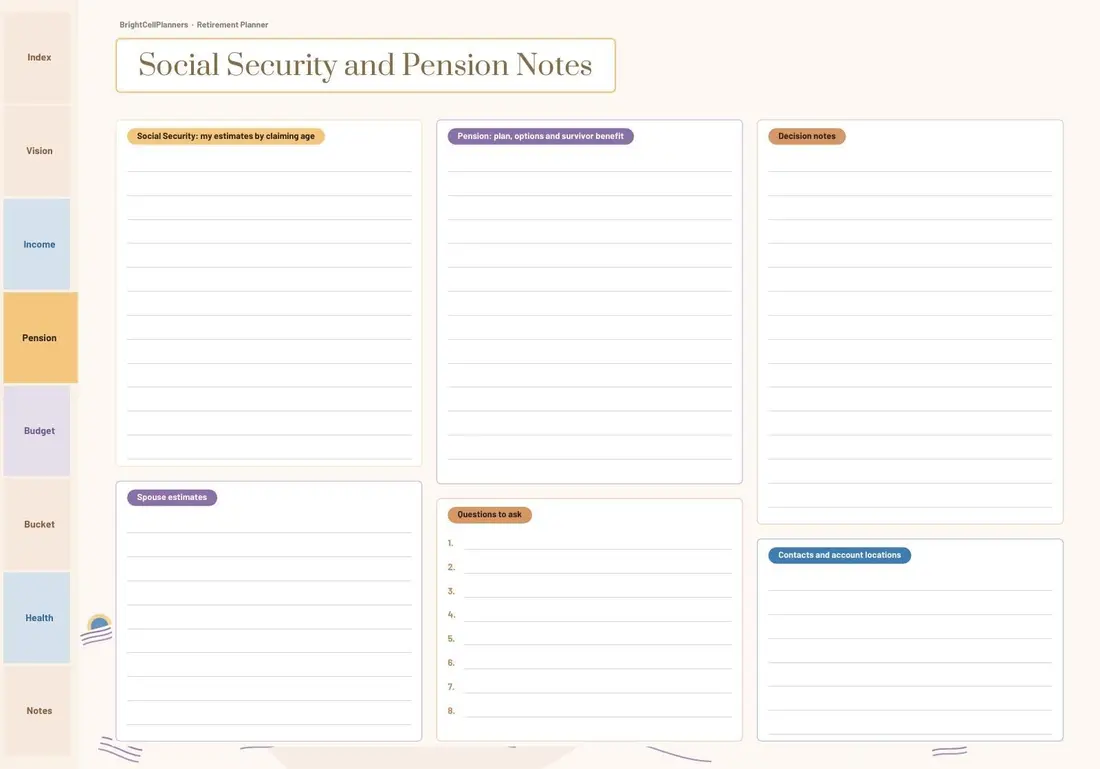 BrightCellPlanners · Retirement Planner
Social Security and Pension Notes
Index
Vision
Income
Pension
Budget
Bucket
Health
Notes
Social Security: my estimates by claiming age
Spouse estimates
Pension: plan, options and survivor benefit
Questions to ask
1.
2.
3.
4.
5.
6.
7.
8.
Decision notes
Contacts and account locations